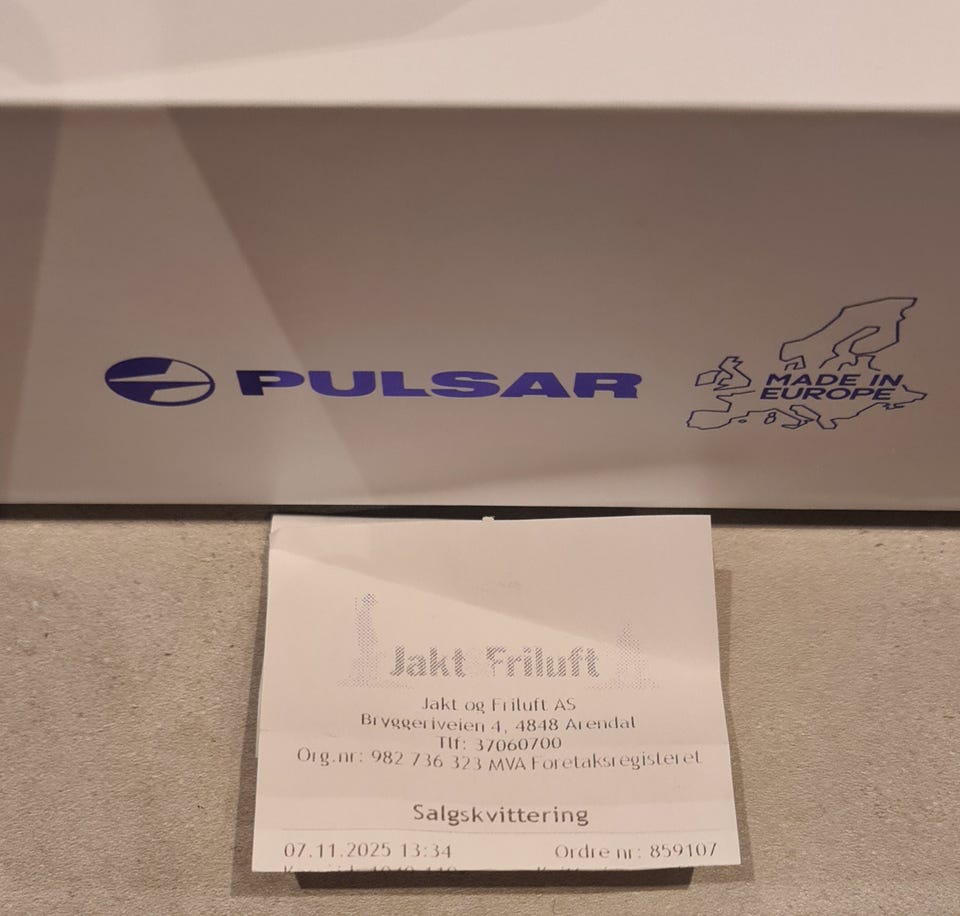 PULSAR
MADE IN
EUROPE
Jakt Friluft
Jakt og Friluft AS
Bryggeriveien 4, 4848 Arendal
Tlf: 37060700
Org.nr: 982 736 323 MVA Foretaksregisteret
Salgskvittering
07.11.2025 13:34 Ordre nr: 859107